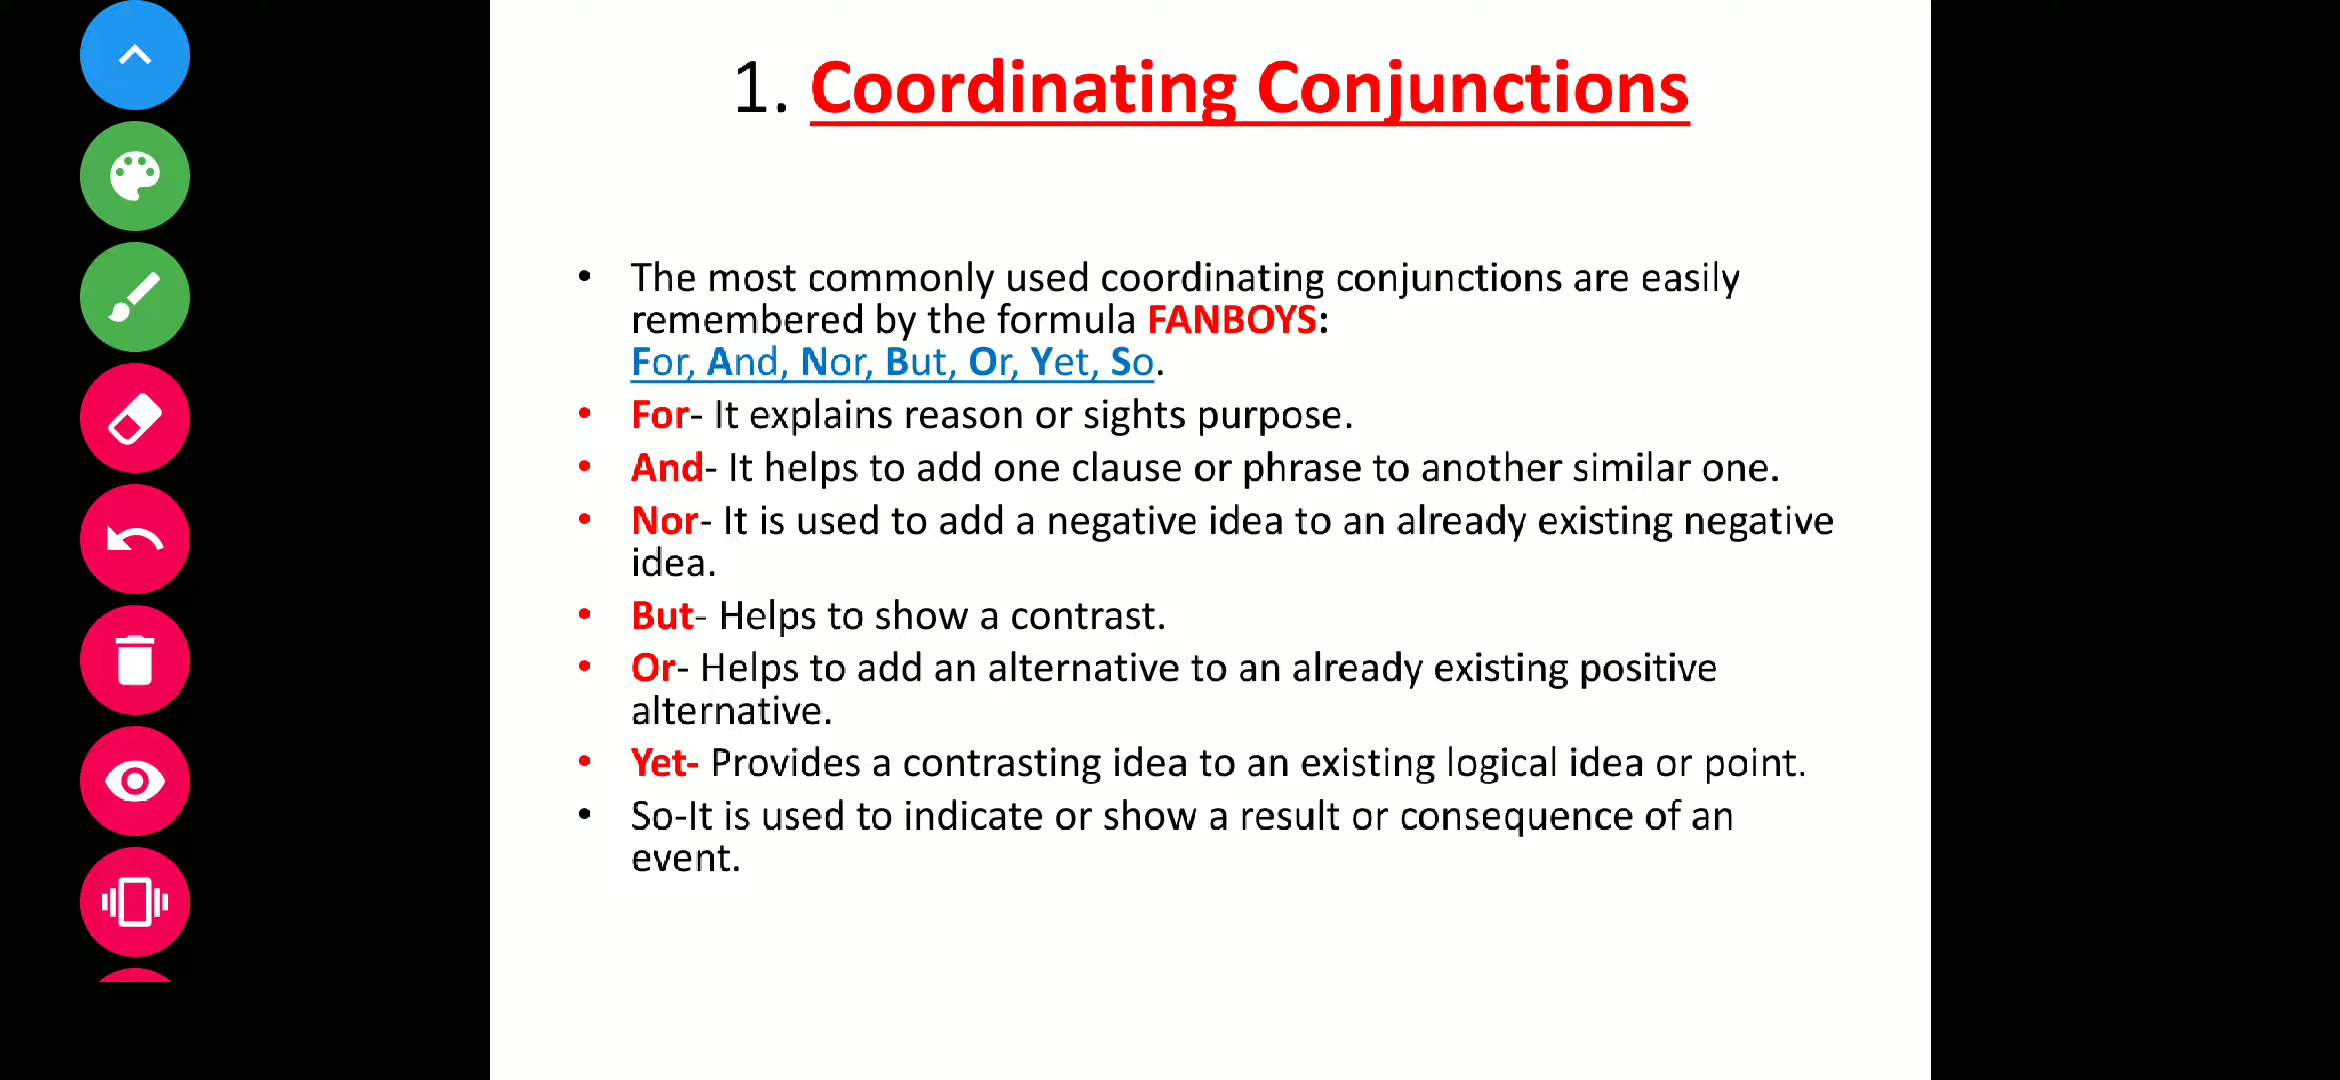 1. Coordinating Conjunctions
• The most commonly used coordinating conjunctions are easily
remembered by the formula FANBOYS:
For, And, Nor, But, Or, Yet, So.
• For- It explains reason or sights purpose.
• And- It helps to add one clause or phrase to another similar one.
• Nor- It is used to add a negative idea to an already existing negative
idea.
• But- Helps to show a contrast.
• Or- Helps to add an alternative to an already existing positive
alternative.
• Yet- Provides a contrasting idea to an existing logical idea or point.
• So-It is used to indicate or show a result or consequence of an
event.